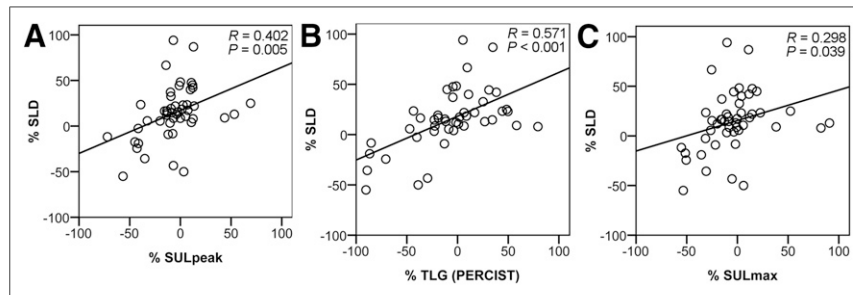 A
R = 0.402
P = 0.005
100
50
0
-50
-100
% SLD
-100
-50
0
50
100
% SULpeak
B
R = 0.571
P < 0.001
100
50
0
-50
-100
% SLD
-100
-50
0
50
100
% TLG (PERCIST)
C
R = 0.298
P = 0.039
100
50
0
-50
-100
% SLD
-100
-50
0
50
100
% SULmax